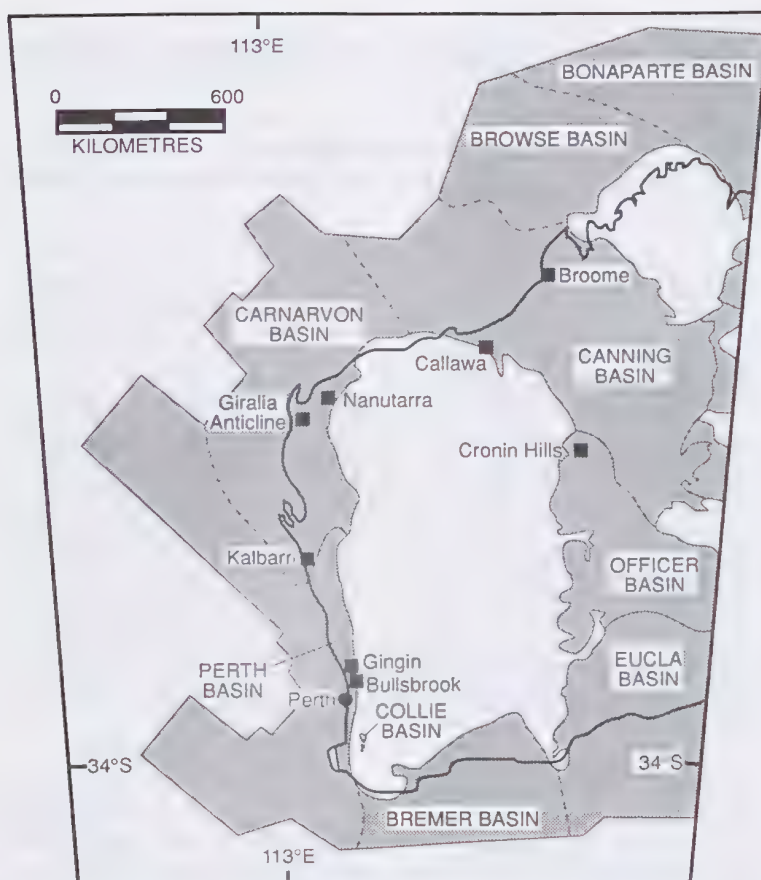 113°E
0 600
KILOMETRES
BONAPARTE BASIN
BROWSE BASIN
Broome
CARNARVON
BASIN
Callawa
CANNING
BASIN
Giralia
Anticline
Nanutarra
Cronin Hills
Kalbarri
OFFICER
BASIN
PERTH
BASIN
Gingin
Bullsbrook
EUCLA
BASIN
Perth
COLLIE
BASIN
34°S
34°S
BREMER BASIN
113°E